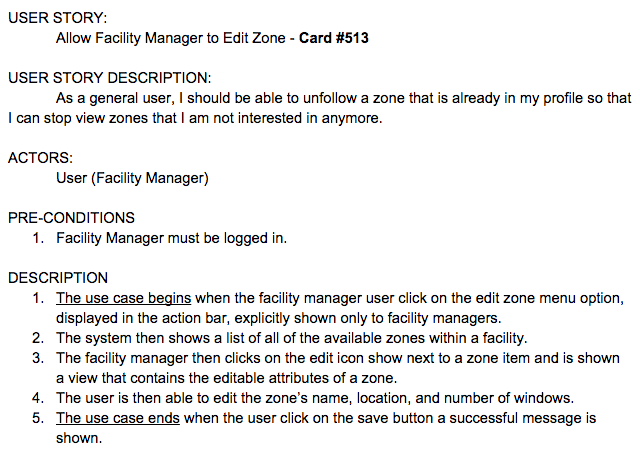 USER STORY:
Allow Facility Manager to Edit Zone - Card #513
USER STORY DESCRIPTION:
As a general user, I should be able to unfollow a zone that is already in my profile so that
I can stop view zones that I am not interested in anymore.
ACTORS:
User (Facility Manager)
PRE-CONDITIONS
1. Facility Manager must be logged in.
DESCRIPTION
1. The use case begins when the facility manager user click on the edit zone menu option,
displayed in the action bar, explicitly shown only to facility managers.
2. The system then shows a list of all of the available zones within a facility.
3. The facility manager then clicks on the edit icon show next to a zone item and is shown
a view that contains the editable attributes of a zone.
4. The user is then able to edit the zone's name, location, and number of windows.
5. The use case ends when the user click on the save button a successful message is
shown.